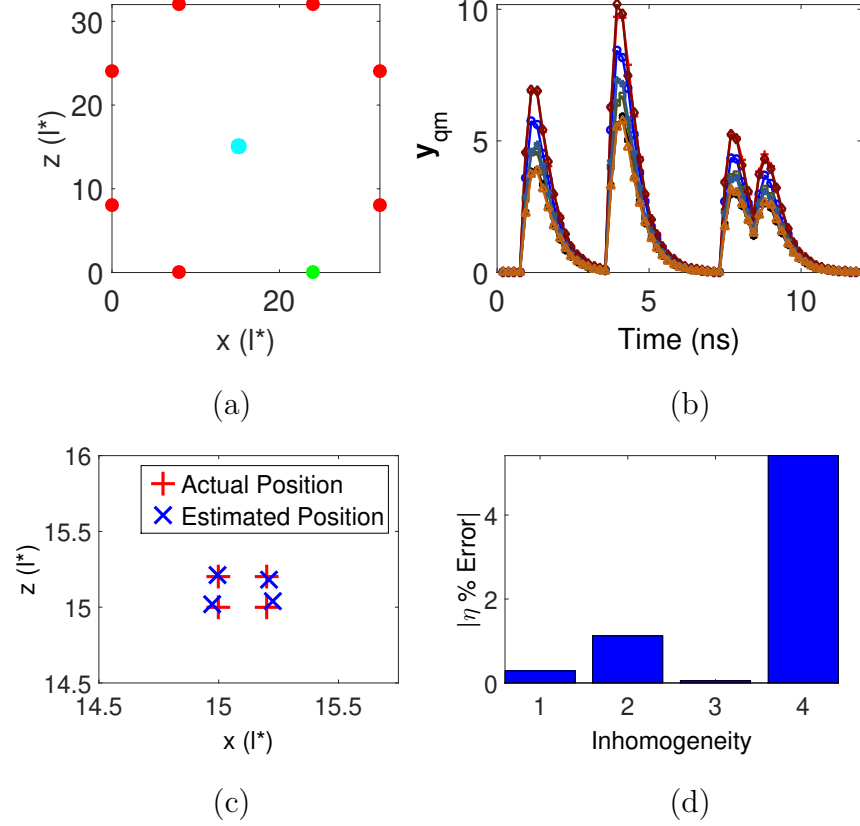 30
20
10
0
z (l*)
0
20
x (l*)
(a)
10
5
0
y_qm
0
5
10
Time (ns)
(b)
16
15.5
15
14.5
z (l*)
Actual Position
Estimated Position
14.5
15
15.5
x (l*)
(c)
4
2
0
|η % Error|
1
2
3
4
Inhomogeneity
(d)